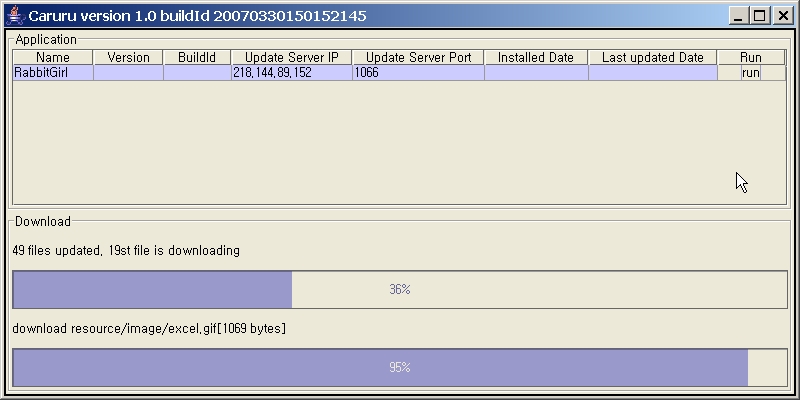 Caruru version 1.0 buildId 20070330150152145
Application
Name Version BuildId Update Server IP Update Server Port Installed Date Last updated Date Run
RabbitGirl 218,144,89,152 1066 run
Download
49 files updated, 19st file is downloading
36%
download resource/image/excel,gif[1069 bytes]
95%